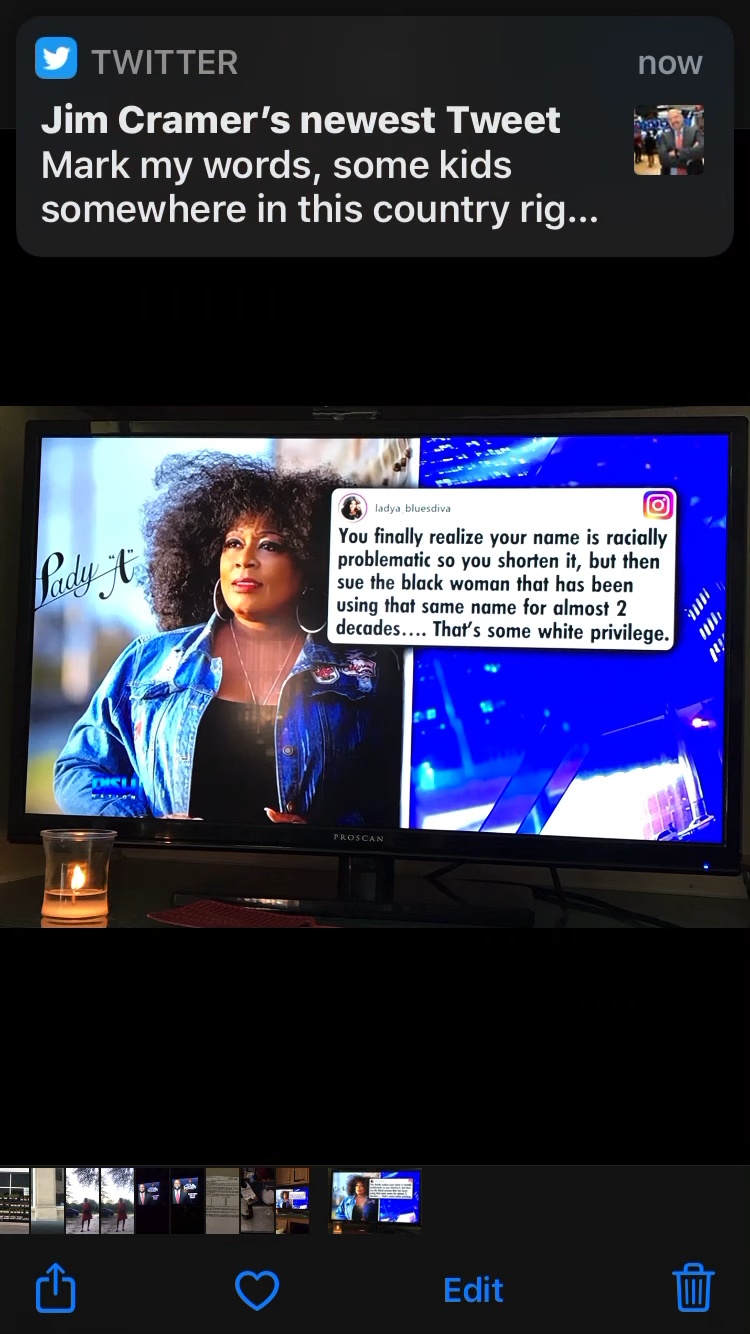 TWITTER
now
Jim Cramer’s newest Tweet
Mark my words, some kids
somewhere in this country rig...
Lady "A"
ladya_bluesdiva
You finally realize your name is racially
problematic so you shorten it, but then
sue the black woman that has been
using that same name for almost 2
decades.... That’s some white privilege.
DISH
NATION
PROSCAN
Edit